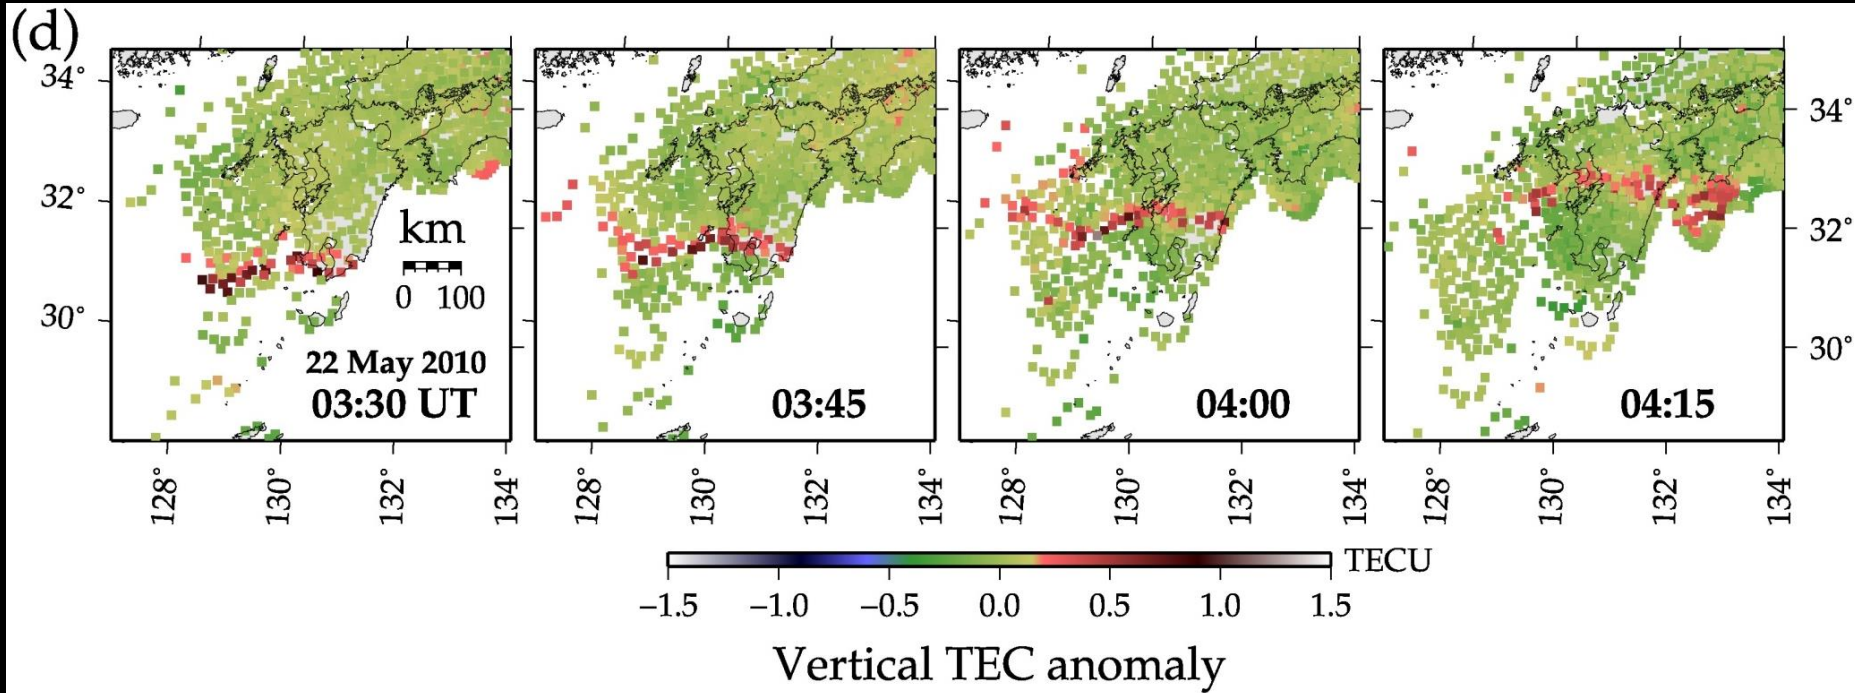 (d)
34°
32°
30°
km
0 100
22 May 2010
03:30 UT
03:45
04:00
04:15
34°
32°
30°
128° 130° 132° 134° 128° 130° 132° 134° 128° 130° 132° 134° 128° 130° 132° 134°
TECU
−1.5 −1.0 −0.5 0.0 0.5 1.0 1.5
Vertical TEC anomaly